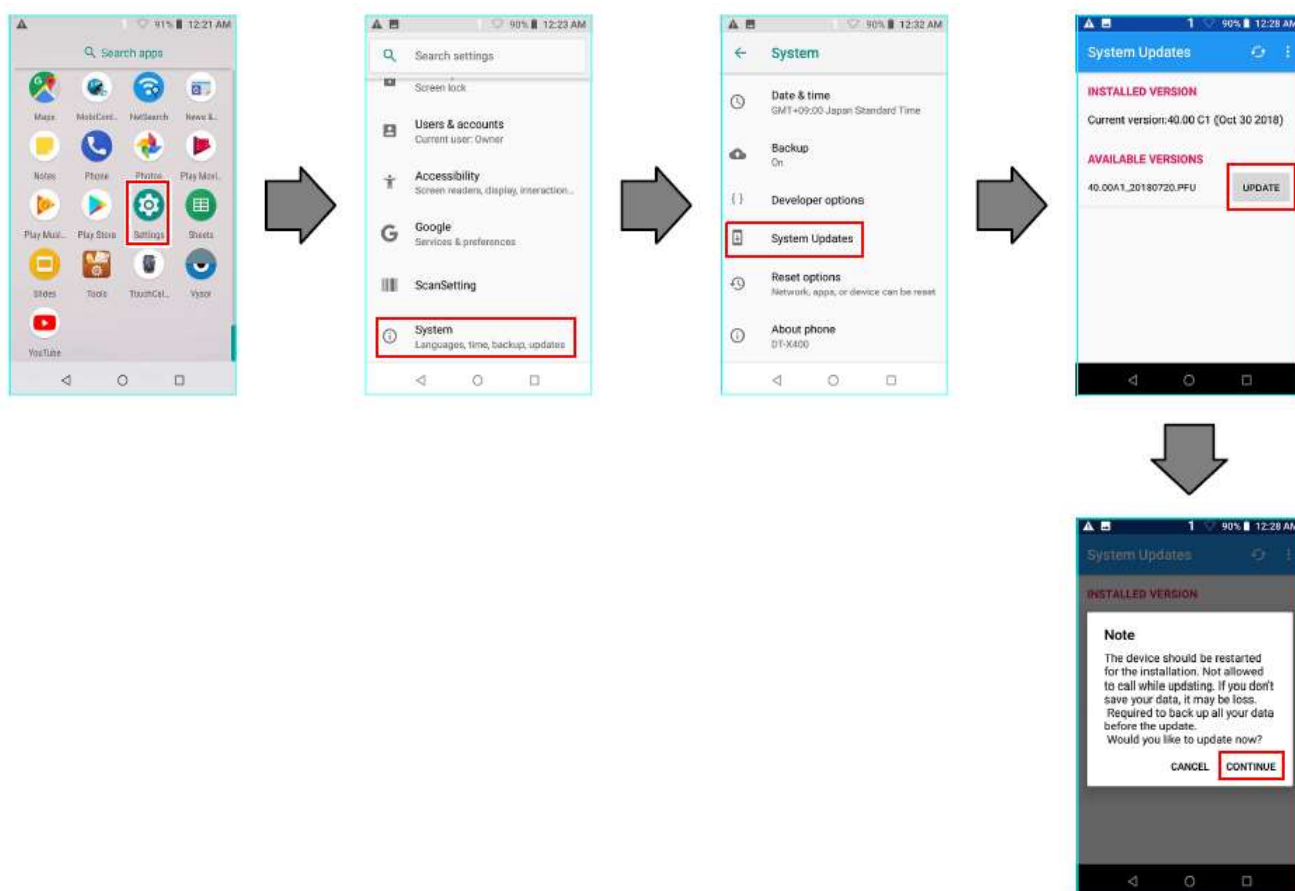 91% 12:21 AM
Search apps
Maps MobiCont.. NetSearch News &..
Notes Phone Photos Play Movi..
Play Musi.. Play Store Settings Sheets
Slides Tools TouchCal.. Vysor
YouTube
90% 12:23 AM
Search settings
Screen lock
Users & accounts
Current user: Owner
Accessibility
Screen readers, display, interaction...
Google
Services & preferences
ScanSetting
System
Languages, time, backup, updates
90% 12:32 AM
System
Date & time
GMT+09:00 Japan Standard Time
Backup
On
{ } Developer options
System Updates
Reset options
Network, apps, or device can be reset
About phone
DT-X400
1 90% 12:28 AM
System Updates
INSTALLED VERSION
Current version:40.00 C1 (Oct 30 2018)
AVAILABLE VERSIONS
40.00A1_20180720.PFU UPDATE
1 90% 12:28 AM
System Updates
INSTALLED VERSION
Note
The device should be restarted
for the installation. Not allowed
to call while updating. If you don't
save your data, it may be loss.
Required to back up all your data
before the update.
Would you like to update now?
CANCEL CONTINUE